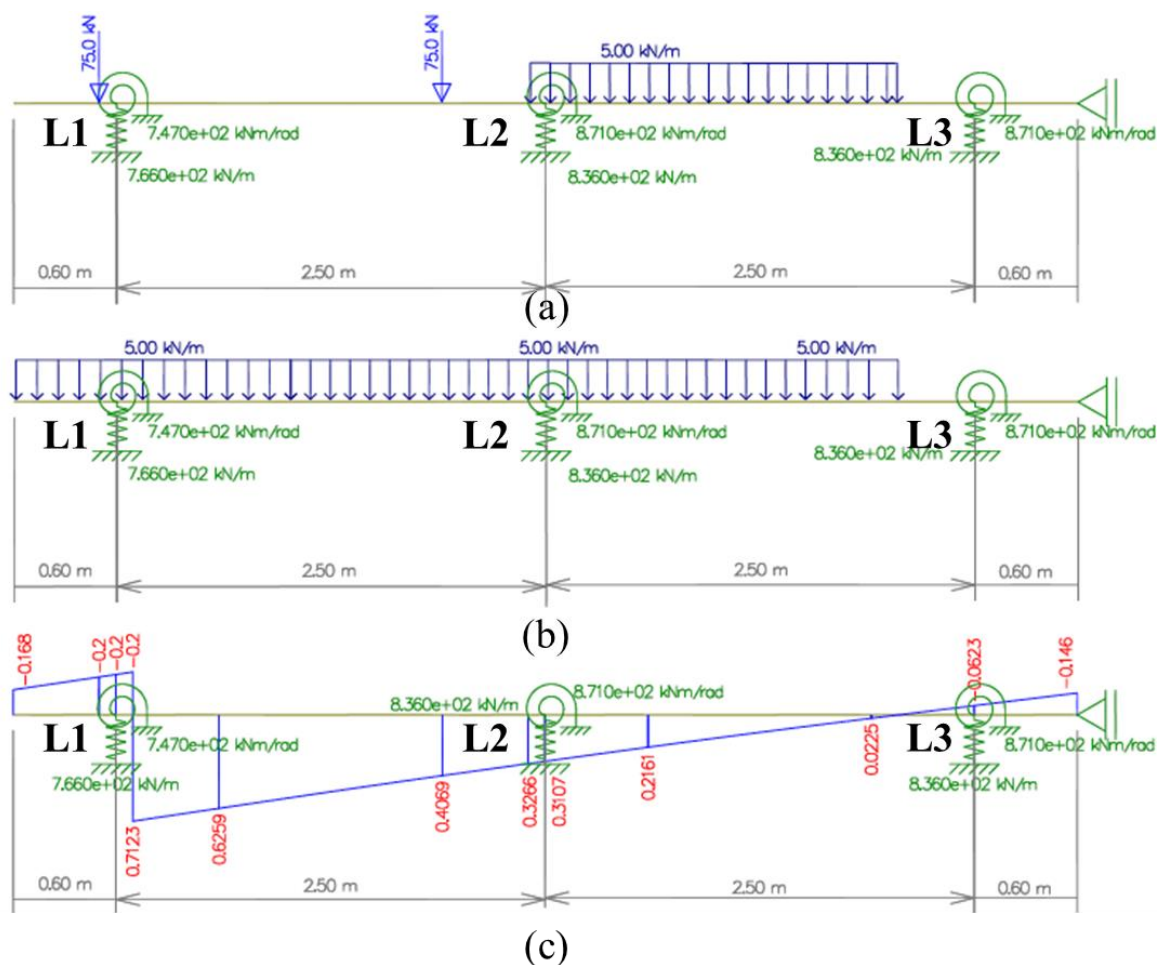 75.0 kN
75.0 kN
5.00 kN/m
L1
7.470e+02 kNm/rad
7.660e+02 kN/m
L2
8.710e+02 kNm/rad
8.360e+02 kN/m
8.360e+02 kN/m
L3
8.710e+02 kNm/rad
0.60 m
2.50 m
2.50 m
0.60 m
(a)
5.00 kN/m
5.00 kN/m
5.00 kN/m
L1
7.470e+02 kNm/rad
7.660e+02 kN/m
L2
8.710e+02 kNm/rad
8.360e+02 kN/m
8.360e+02 kN/m
L3
8.710e+02 kNm/rad
0.60 m
2.50 m
2.50 m
0.60 m
(b)
-0.168
-0.2
-0.2
-0.2
-0.0623
-0.146
8.360e+02 kN/m
8.710e+02 kNm/rad
L1
7.470e+02 kNm/rad
7.660e+02 kN/m
L2
L3
8.710e+02 kNm/rad
8.360e+02 kN/m
0.7123
0.6259
0.4069
0.3266
0.3107
0.2161
0.0225
0.60 m
2.50 m
2.50 m
0.60 m
(c)